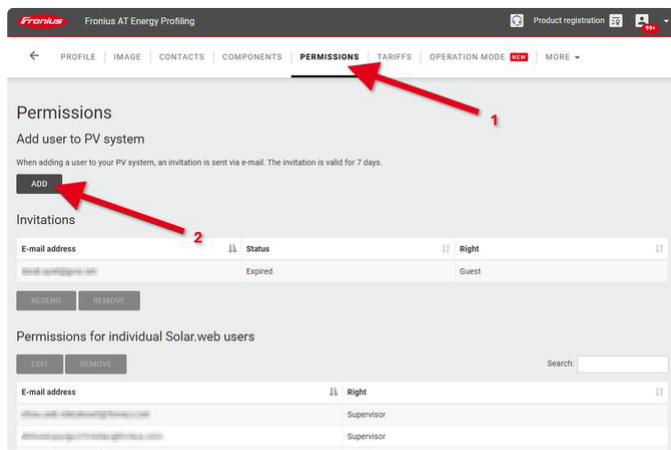 Fronius Fronius AT Energy Profiling Product registration 99+
PROFILE IMAGE CONTACTS COMPONENTS PERMISSIONS TARIFFS OPERATION MODE NEW MORE
1
Permissions
Add user to PV system
When adding a user to your PV system, an invitation is sent via e-mail. The invitation is valid for 7 days.
ADD
2
Invitations
E-mail address Status Right
Expired Guest
RESEND REMOVE
Permissions for individual Solar.web users
EDIT REMOVE Search:
E-mail address Right
Supervisor
Supervisor